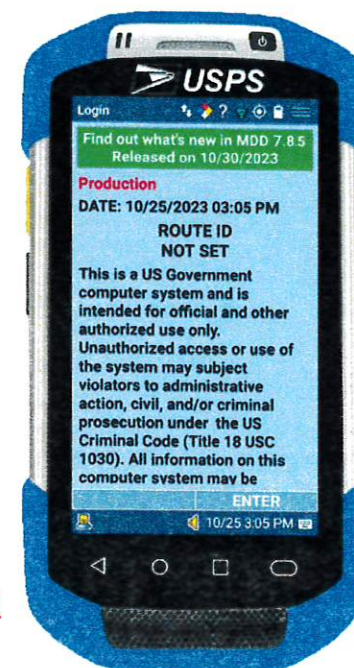 USPS
Login ?
Find out what's new in MDD 7.8.5
Released on 10/30/2023
Production
DATE: 10/25/2023 03:05 PM
ROUTE ID
NOT SET
This is a US Government
computer system and is
intended for official and other
authorized use only.
Unauthorized access or use of
the system may subject
violators to administrative
action, civil, and/or criminal
prosecution under the US
Criminal Code (Title 18 USC
1030). All information on this
computer system may be
ENTER
10/25 3:05 PM